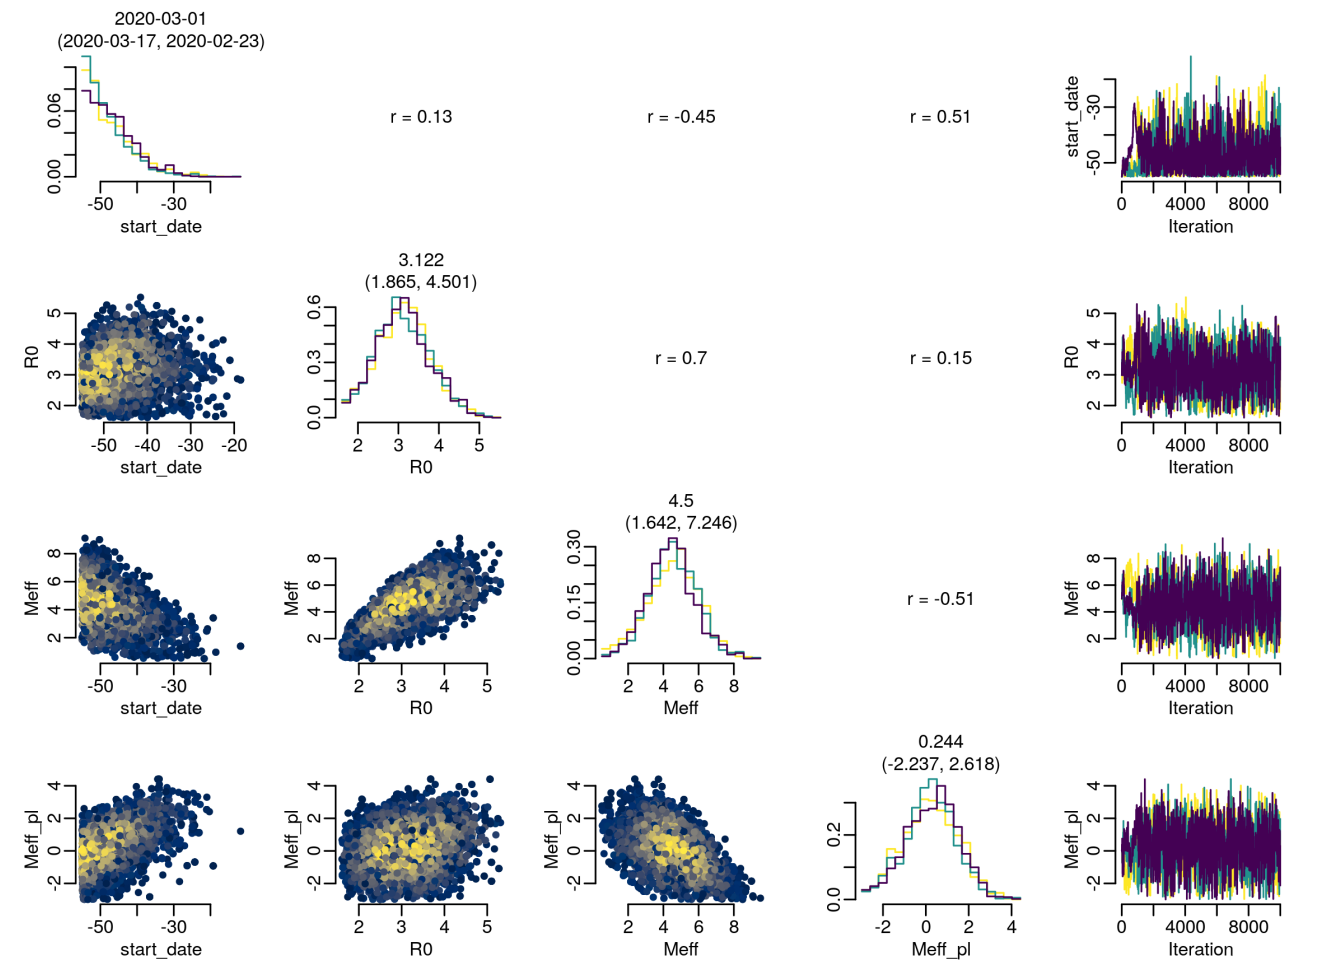 2020-03-01
(2020-03-17, 2020-02-23)
0.00 0.06
-50 -30
start_date
r = 0.13
r = -0.45
r = 0.51
start_date
-50 -30
0 4000 8000
Iteration
R0
2 3 4 5
-50 -40 -30 -20
start_date
3.122
(1.865, 4.501)
0.0 0.3 0.6
2 3 4 5
R0
r = 0.7
r = 0.15
R0
2 3 4 5
0 4000 8000
Iteration
Meff
2 4 6 8
-50 -30
start_date
Meff
2 4 6 8
2 3 4 5
R0
4.5
(1.642, 7.246)
0.00 0.15 0.30
2 4 6 8
Meff
r = -0.51
Meff
2 4 6 8
0 4000 8000
Iteration
Meff_pl
-2 0 2 4
-50 -30
start_date
Meff_pl
-2 0 2 4
2 3 4 5
R0
Meff_pl
-2 0 2 4
2 4 6 8
Meff
0.244
(-2.237, 2.618)
0.0 0.2
-2 0 2 4
Meff_pl
Meff_pl
-2 0 2 4
0 4000 8000
Iteration